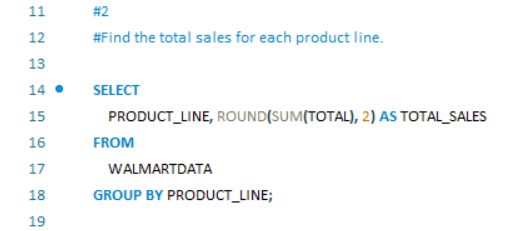 11 #2
12 #Find the total sales for each product line.
13
14 SELECT
15 PRODUCT_LINE, ROUND(SUM(TOTAL), 2) AS TOTAL_SALES
16 FROM
17 WALMARTDATA
18 GROUP BY PRODUCT_LINE;
19